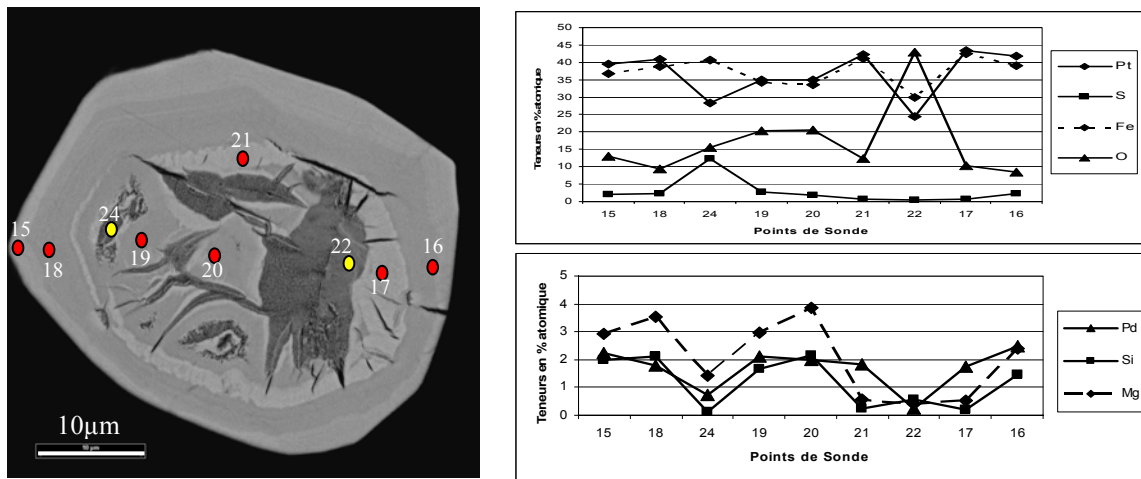 21
24
15
18
19
20
22
16
17
10µm
Teneurs en % atomique
50
45
40
35
30
25
20
15
10
5
0
15 18 24 19 20 21 22 17 16
Points de Sonde
Pt
S
Fe
O
Teneurs en % atomique
5
4
3
2
1
0
15 18 24 19 20 21 22 17 16
Points de Sonde
Pd
Si
Mg